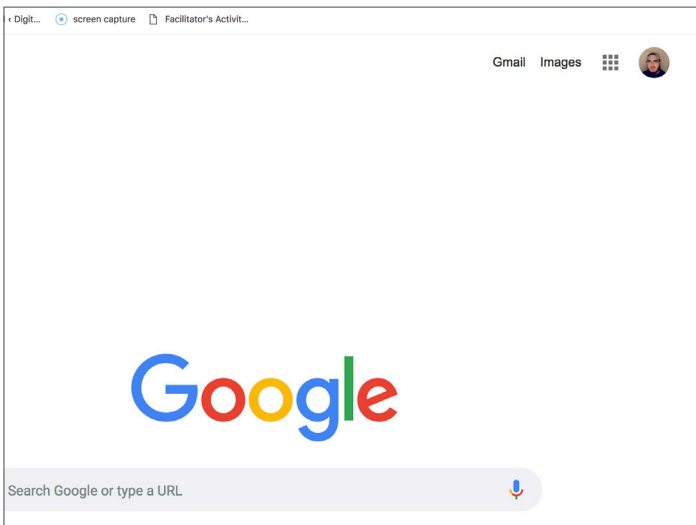 ‹ Digit... screen capture Facilitator's Activit...
Gmail Images
Google
Search Google or type a URL